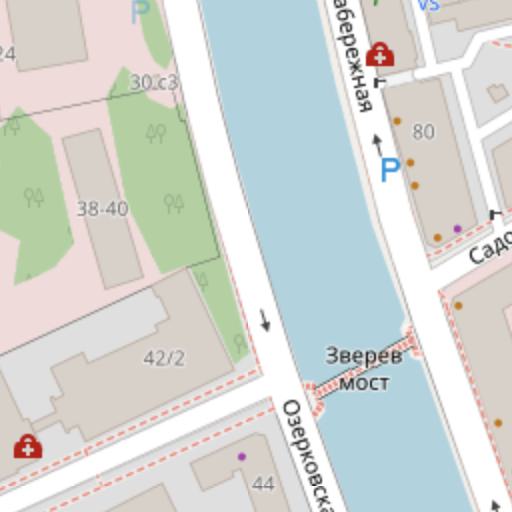 P
VS
24
абережная
30 с3
80
P
38-40
Садо
42/2
Зверев
мост
Озерковска
44